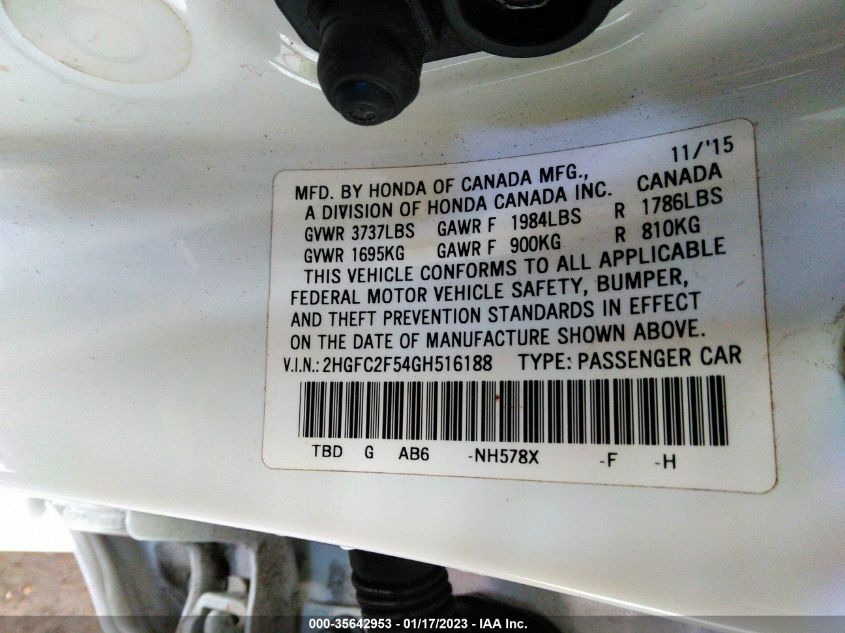 11/'15
MFD. BY HONDA OF CANADA MFG., CANADA
A DIVISION OF HONDA CANADA INC.
GVWR 3737LBS GAWR F 1984LBS R 1786LBS
GVWR 1695KG GAWR F 900KG R 810KG
THIS VEHICLE CONFORMS TO ALL APPLICABLE
FEDERAL MOTOR VEHICLE SAFETY, BUMPER,
AND THEFT PREVENTION STANDARDS IN EFFECT
ON THE DATE OF MANUFACTURE SHOWN ABOVE.
V.I.N.: 2HGFC2F54GH516188 TYPE: PASSENGER CAR
TBD G AB6 -NH578X -F -H
000-35642953 - 01/17/2023 - IAA Inc.